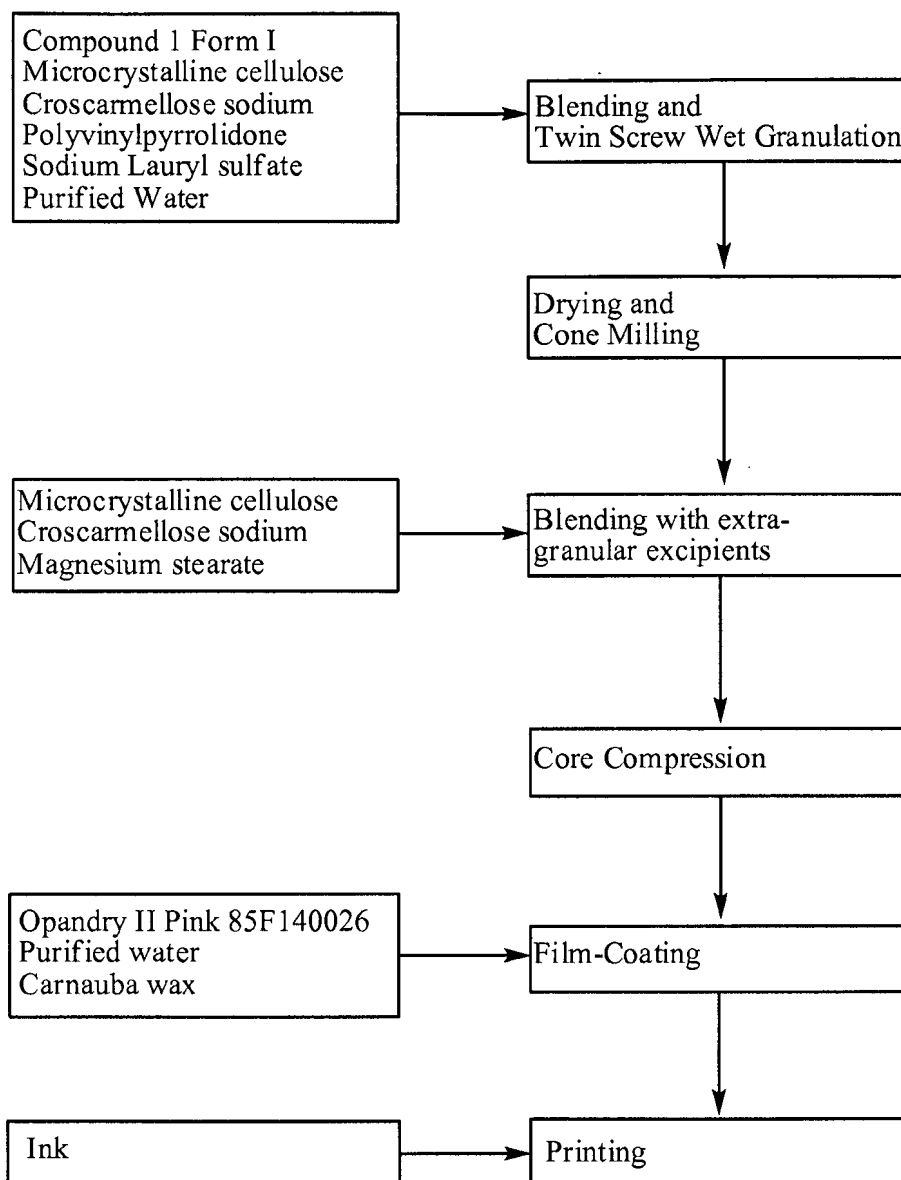 Compound 1 Form I
Microcrystalline cellulose
Croscarmellose sodium
Polyvinylpyrrolidone
Sodium Lauryl sulfate
Purified Water
Blending and
Twin Screw Wet Granulation
Drying and
Cone Milling
Microcrystalline cellulose
Croscarmellose sodium
Magnesium stearate
Blending with extra-
granular excipients
Core Compression
Opandry II Pink 85F140026
Purified water
Carnauba wax
Film-Coating
Ink
Printing